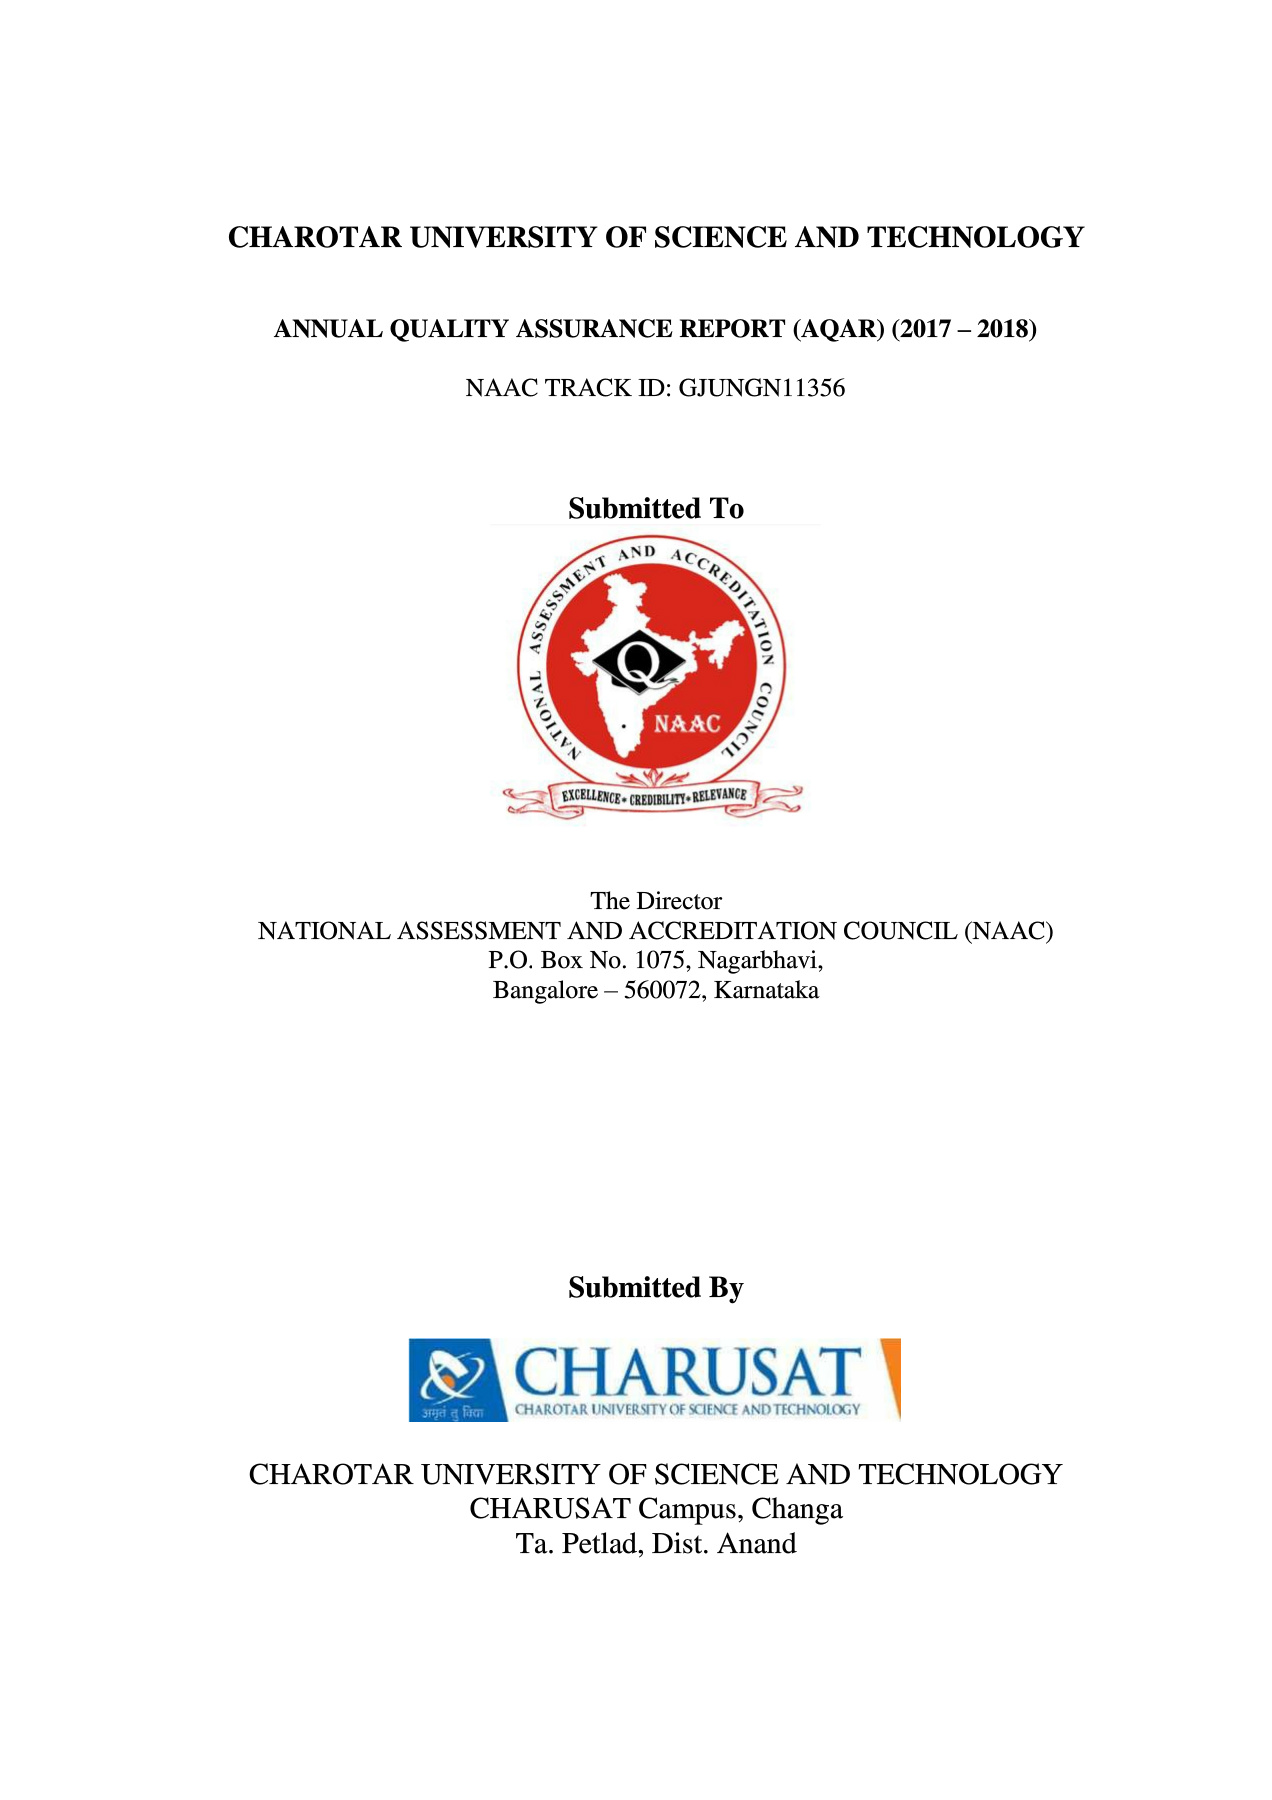 CHAROTAR UNIVERSITY OF SCIENCE AND TECHNOLOGY
ANNUAL QUALITY ASSURANCE REPORT (AQAR) (2017 – 2018)
NAAC TRACK ID: GJUNGN11356
Submitted To
NATIONAL ASSESSMENT AND ACCREDITATION COUNCIL
Q
NAAC
EXCELLENCE * CREDIBILITY * RELEVANCE
The Director
NATIONAL ASSESSMENT AND ACCREDITATION COUNCIL (NAAC)
P.O. Box No. 1075, Nagarbhavi,
Bangalore – 560072, Karnataka
Submitted By
CHARUSAT
CHAROTAR UNIVERSITY OF SCIENCE AND TECHNOLOGY
अमृतं तु विद्या
CHAROTAR UNIVERSITY OF SCIENCE AND TECHNOLOGY
CHARUSAT Campus, Changa
Ta. Petlad, Dist. Anand